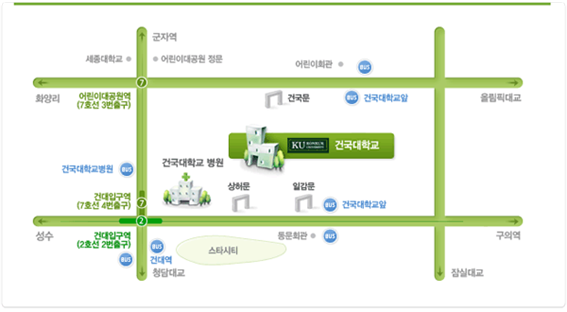 군자역
세종대학교
어린이대공원 정문
어린이회관
BUS
7
화양리
어린이대공원역
(7호선 3번출구)
건국문
BUS
건국대학교앞
올림픽대교
KU
건국대학교
건국대학교 병원
건국대학교병원
BUS
건대입구역
(7호선 4번출구)
7
상허문
일감문
BUS
건국대학교앞
2
성수
건대입구역
(2호선 2번출구)
BUS
BUS
건대역
청담대교
스타시티
동문회관
BUS
구의역
잠실대교